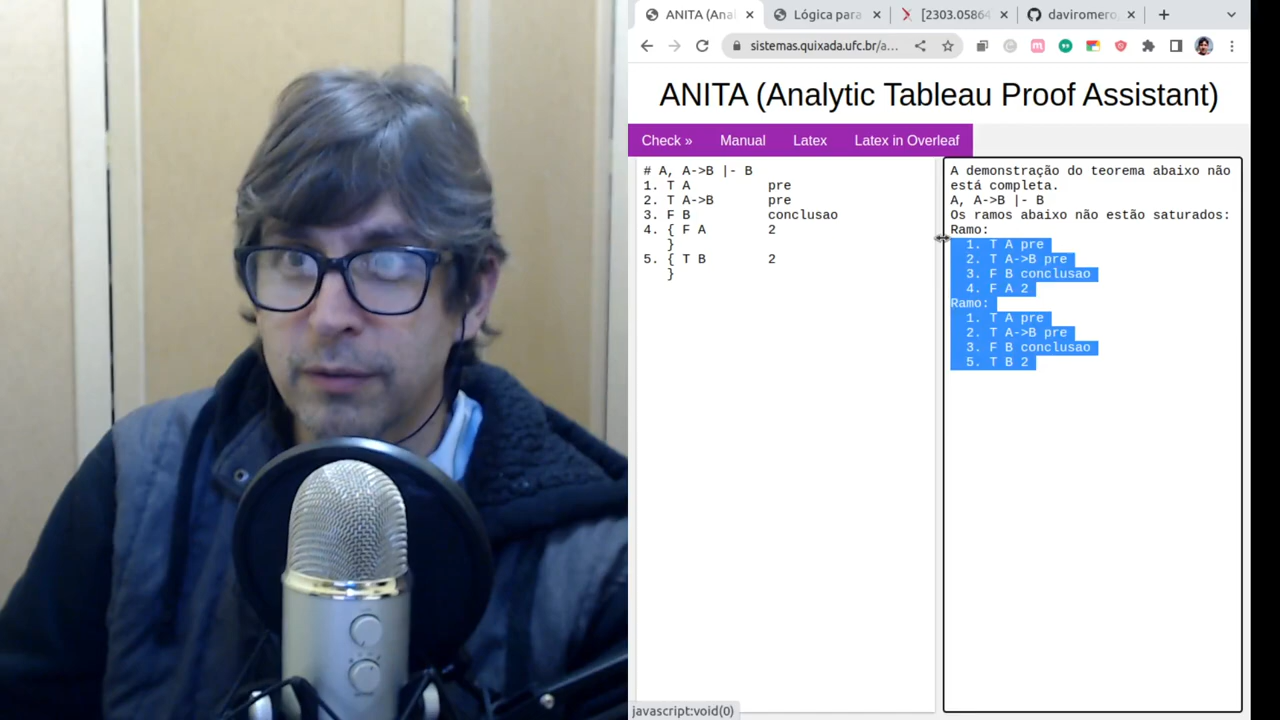 ANITA (Anal
Lógica para
[2303.05864
daviromero
sistemas.quixada.ufc.br/a...
ANITA (Analytic Tableau Proof Assistant)
Check » Manual Latex Latex in Overleaf
# A, A->B |- B
1. T A pre
2. T A->B pre
3. F B conclusao
4. { F A 2
}
5. { T B 2
}
A demonstração do teorema abaixo não
está completa.
A, A->B |- B
Os ramos abaixo não estão saturados:
Ramo:
1. T A pre
2. T A->B pre
3. F B conclusao
4. F A 2
Ramo:
1. T A pre
2. T A->B pre
3. F B conclusao
5. T B 2
javascript:void(0)